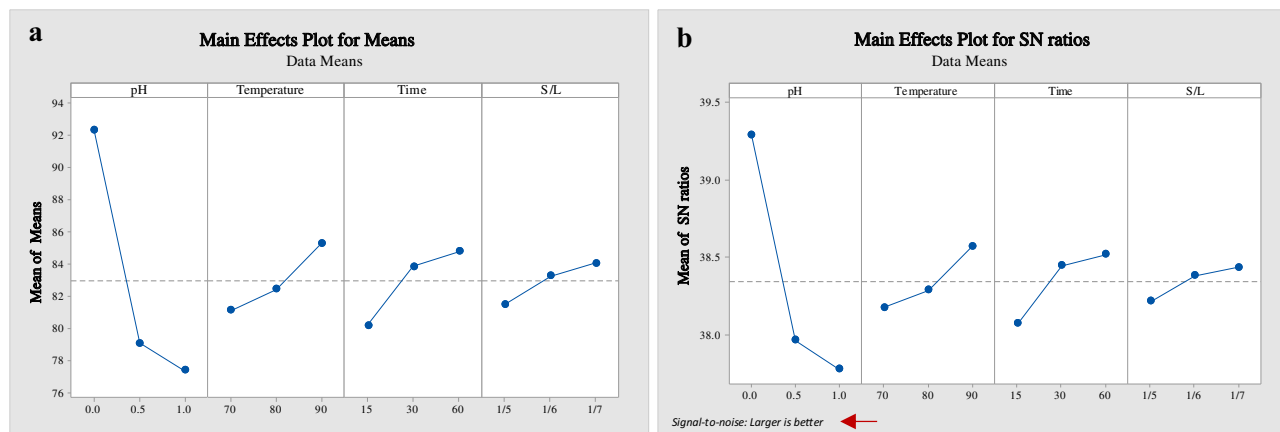 a
Main Effects Plot for Means
Data Means
pH Temperature Time S/L
94
92
90
88
86
84
82
80
78
76
Mean of Means
0.0 0.5 1.0 70 80 90 15 30 60 1/5 1/6 1/7
b
Main Effects Plot for SN ratios
Data Means
pH Temperature Time S/L
39.5
39.0
38.5
38.0
Mean of SN ratios
0.0 0.5 1.0 70 80 90 15 30 60 1/5 1/6 1/7
Signal-to-noise: Larger is better